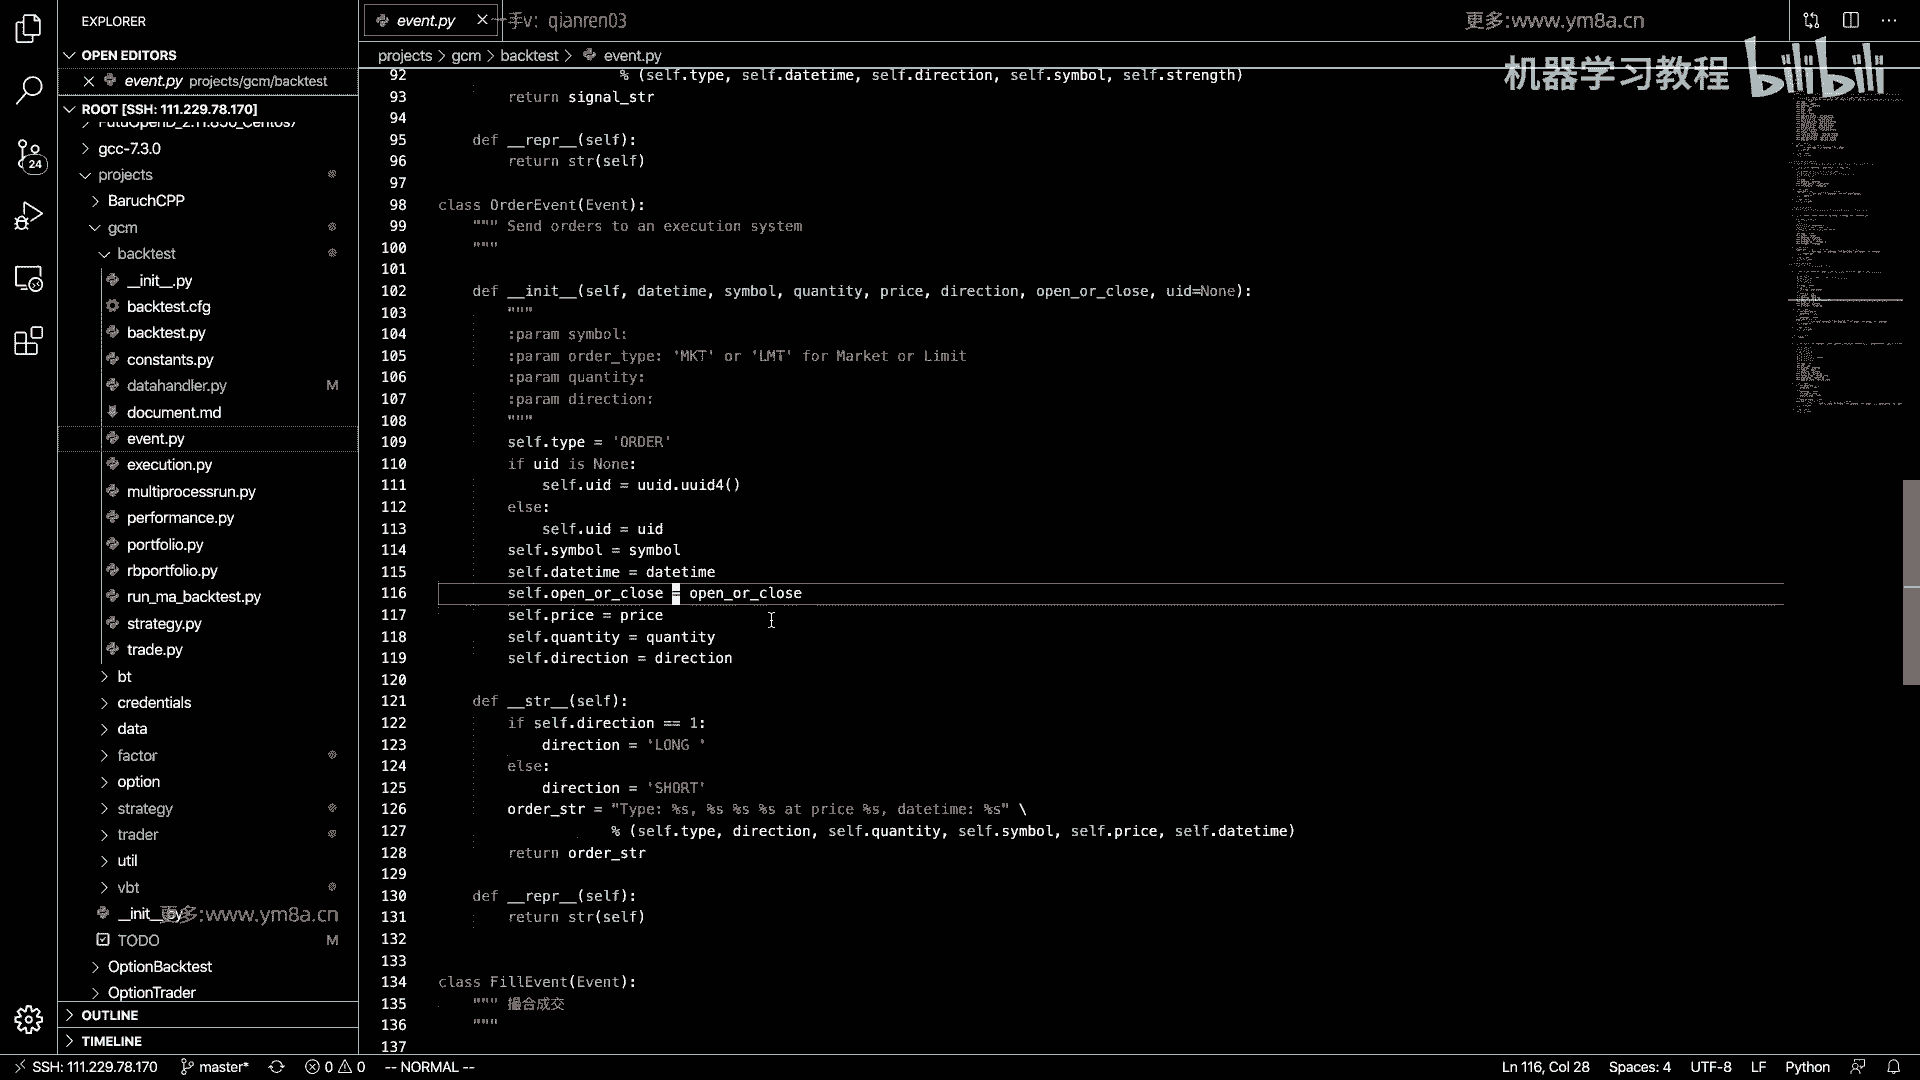 EXPLORER
OPEN EDITORS
event.py projects/gcm/backtest
ROOT [SSH: 111.229.78.170]
gcc-7.3.0
projects
BaruchCPP
gcm
backtest
__init__.py
backtest.cfg
backtest.py
constants.py
datahandler.py M
document.md
event.py
execution.py
multiprocessrun.py
performance.py
portfolio.py
rbportfolio.py
run_ma_backtest.py
strategy.py
trade.py
bt
credentials
data
factor
option
strategy
trader
util
vbt
__init__.py
更多:www.ym8a.cn
TODO M
OptionBacktest
OptionTrader
OUTLINE
TIMELINE
24
event.py
一手v: qianren03
更多:www.ym8a.cn
机器学习教程 bilibili
projects > gcm > backtest > event.py
92 % (self.type, self.datetime, self.direction, self.symbol, self.strength)
93 return signal_str
94
95 def __repr__(self):
96 return str(self)
97
98 class OrderEvent(Event):
99 """ Send orders to an execution system
100 """
101
102 def __init__(self, datetime, symbol, quantity, price, direction, open_or_close, uid=None):
103 """
104 :param symbol:
105 :param order_type: 'MKT' or 'LMT' for Market or Limit
106 :param quantity:
107 :param direction:
108 """
109 self.type = 'ORDER'
110 if uid is None:
111 self.uid = uuid.uuid4()
112 else:
113 self.uid = uid
114 self.symbol = symbol
115 self.datetime = datetime
116 self.open_or_close = open_or_close
117 self.price = price
118 self.quantity = quantity
119 self.direction = direction
120
121 def __str__(self):
122 if self.direction == 1:
123 direction = 'LONG '
124 else:
125 direction = 'SHORT'
126 order_str = "Type: %s, %s %s %s at price %s, datetime: %s" \
127 % (self.type, direction, self.quantity, self.symbol, self.price, self.datetime)
128 return order_str
129
130 def __repr__(self):
131 return str(self)
132
133
134 class FillEvent(Event):
135 """ 撮合成交
136 """
137
SSH: 111.229.78.170 master* 0 0 -- NORMAL --
Ln 116, Col 28 Spaces: 4 UTF-8 LF Python